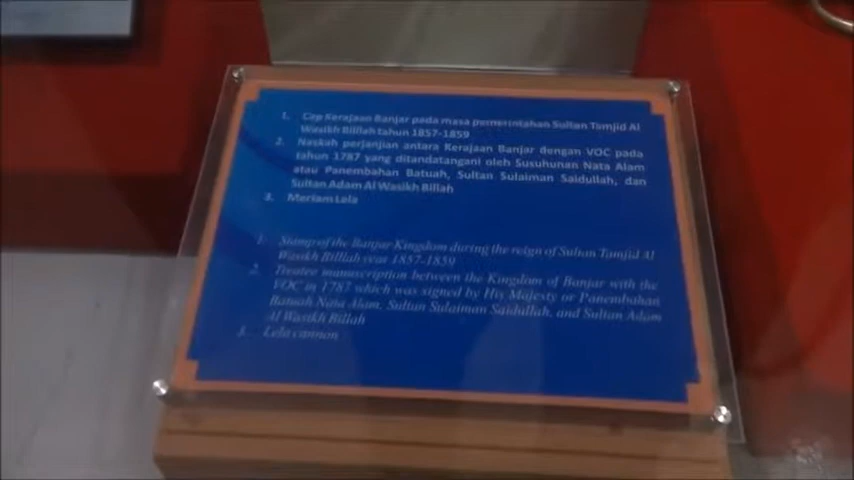 1. Cap Kerajaan Banjar pada masa pemerintahan Sultan Tamjid Al
Wasikh Billlah tahun 1857-1859
2. Naskah perjanjian antara Kerajaan Banjar dengan VOC pada
tahun 1787 yang ditandatangani oleh Susuhunan Nata Alam
atau Panembahan Batuah, Sultan Sulaiman Saidullah, dan
Sultan Adam Al Wasikh Billah
3. Meriam Lela
1. Stamp of the Banjar Kingdom during the reign of Sultan Tamjid Al
Wasikh Billlah year 1857-1859
2. Treatee manuscription between the Kingdom of Banjar with the
VOC in 1787 which was signed by His Majesty or Panembahan
Batuah Nata Alam, Sultan Sulaiman Saidullah, and Sultan Adam
Al Wasikh Billah
3. Lela cannon